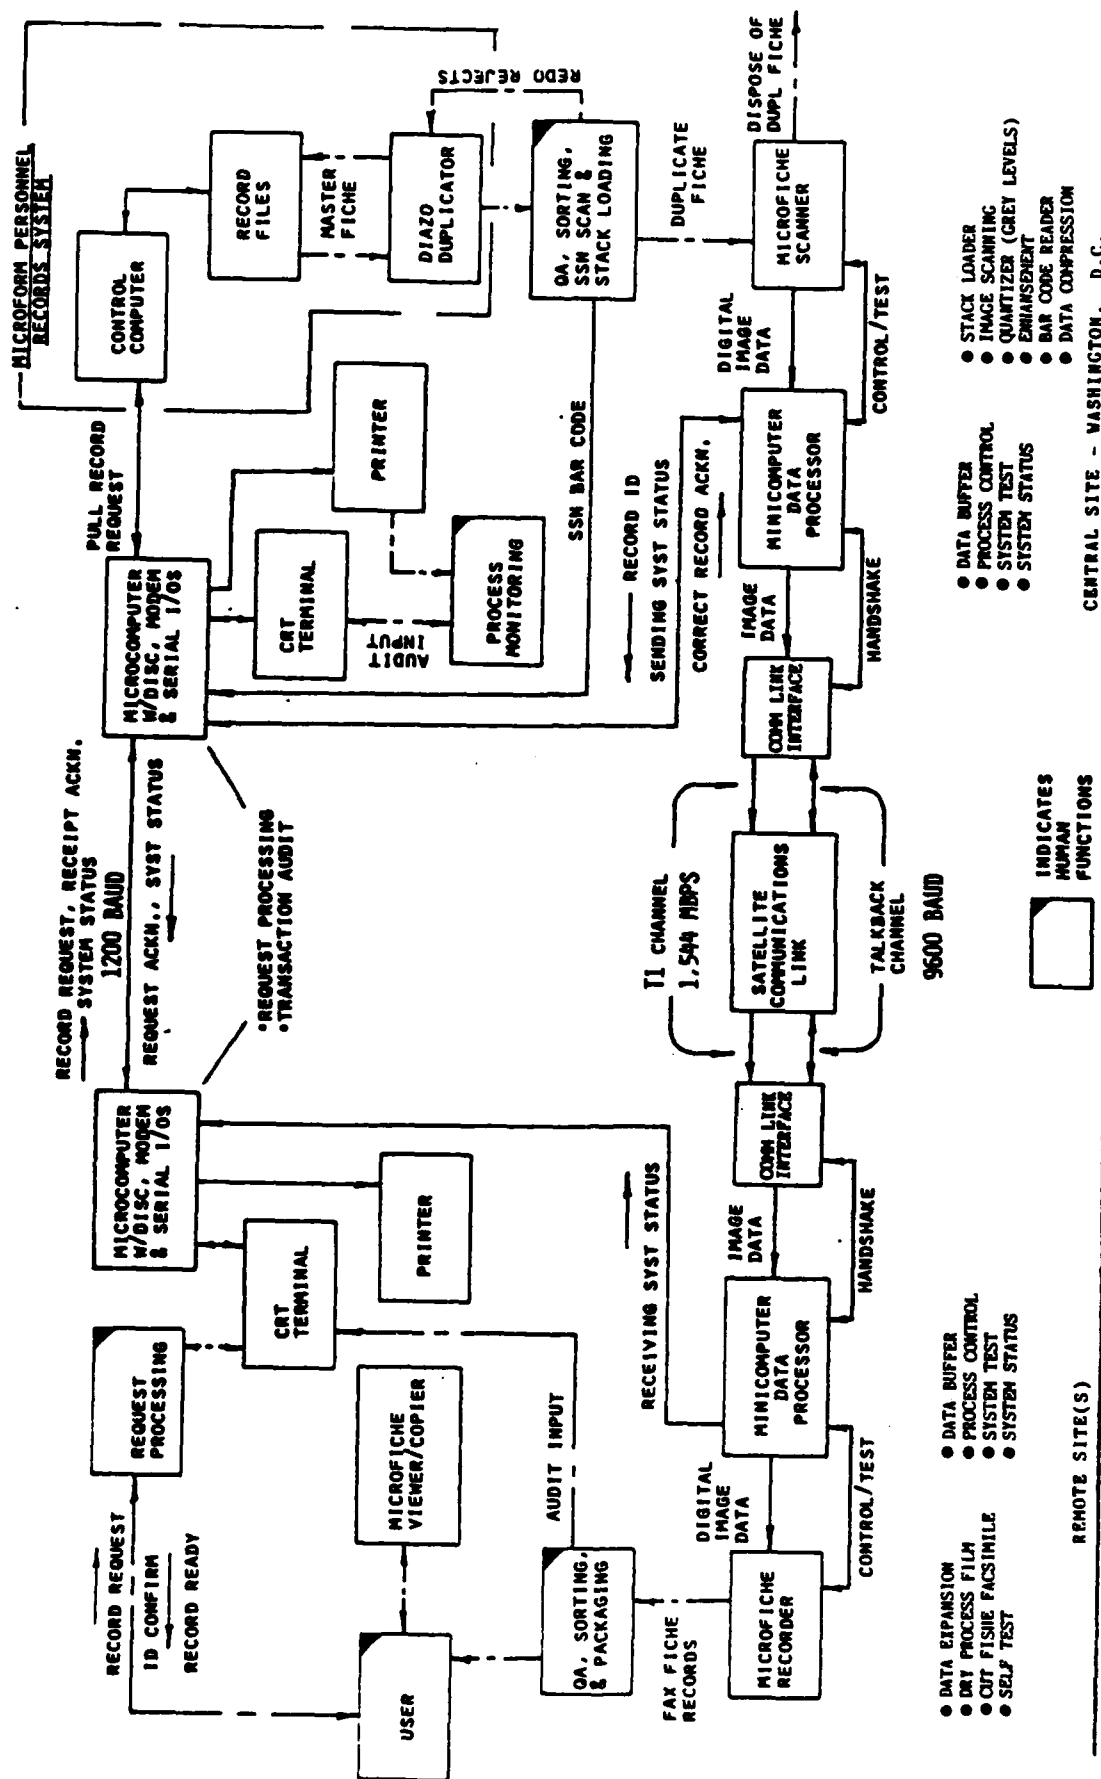 RECORD REQUEST
ID CONFIRM
RECORD READY
REQUEST
PROCESSING
USER
MICROFICHE
VIEWER/COPIER
CRT
TERMINAL
PRINTER
MICROCOMPUTER
W/DISC, MODEM
& SERIAL I/OS
RECORD REQUEST, RECEIPT ACKN.
SYSTEM STATUS
1200 BAUD
REQUEST ACKN., SYST STATUS
•REQUEST PROCESSING
•TRANSACTION AUDIT
MICROCOMPUTER
W/DISC, MODEM
& SERIAL I/OS
PULL RECORD
REQUEST
MICROFORM PERSONNEL
RECORDS SYSTEM
CONTROL
COMPUTER
RECORD
FILES
MASTER
FICHE
DIAZO
DUPLICATOR
REDO REJECTS
CRT
TERMINAL
PRINTER
AUDIT
INPUT
PROCESS
MONITORING
QA, SORTING,
SSN SCAN &
STACK LOADING
SSN BAR CODE
DUPLICATE
FICHE
DISPOSE OF
DUPL FICHE
RECORD ID
SENDING SYST STATUS
CORRECT RECORD ACKN.
QA, SORTING,
& PACKAGING
AUDIT INPUT
RECEIVING SYST STATUS
FAX FICHE
RECORDS
MICROFICHE
RECORDER
DIGITAL
IMAGE
DATA
CONTROL/TEST
MINICOMPUTER
DATA
PROCESSOR
IMAGE
DATA
HANDSHAKE
COMM LINK
INTERFACE
T1 CHANNEL
1.544 MBPS
SATELLITE
COMMUNICATIONS
LINK
TALKBACK
CHANNEL
9600 BAUD
COMM LINK
INTERFACE
IMAGE
DATA
HANDSHAKE
MINICOMPUTER
DATA
PROCESSOR
DIGITAL
IMAGE
DATA
CONTROL/TEST
MICROFICHE
SCANNER
● DATA EXPANSION
● DRY PROCESS FILM
● CUT FISHE FACSIMILE
● SELF TEST
● DATA BUFFER
● PROCESS CONTROL
● SYSTEM TEST
● SYSTEM STATUS
INDICATES
HUMAN
FUNCTIONS
● DATA BUFFER
● PROCESS CONTROL
● SYSTEM TEST
● SYSTEM STATUS
● STACK LOADER
● IMAGE SCANNING
● QUANTIZER (GREY LEVELS)
● ENHANSEMENT
● BAR CODE READER
● DATA COMPRESSION
REMOTE SITE(S)
CENTRAL SITE - WASHINGTON, D.C.